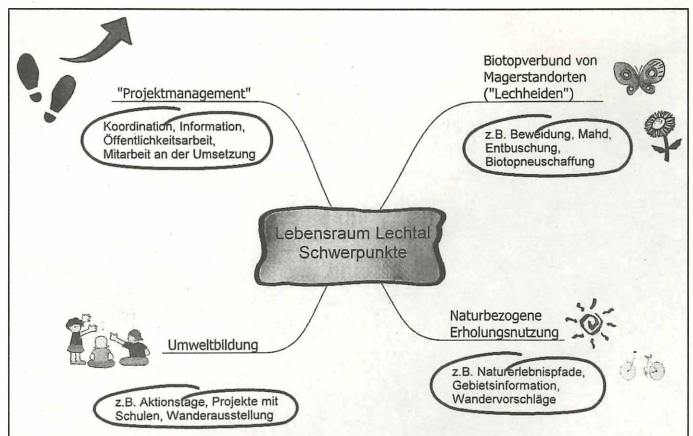 "Projektmanagement"
Koordination, Information,
Öffentlichkeitsarbeit,
Mitarbeit an der Umsetzung
Biotopverbund von
Magerstandorten
("Lechheiden")
z.B. Beweidung, Mahd,
Entbuschung,
Biotopneuschaffung
Lebensraum Lechtal
Schwerpunkte
Umweltbildung
z.B. Aktionstage, Projekte mit
Schulen, Wanderausstellung
Naturbezogene
Erholungsnutzung
z.B. Naturerlebnispfade,
Gebietsinformation,
Wandervorschläge